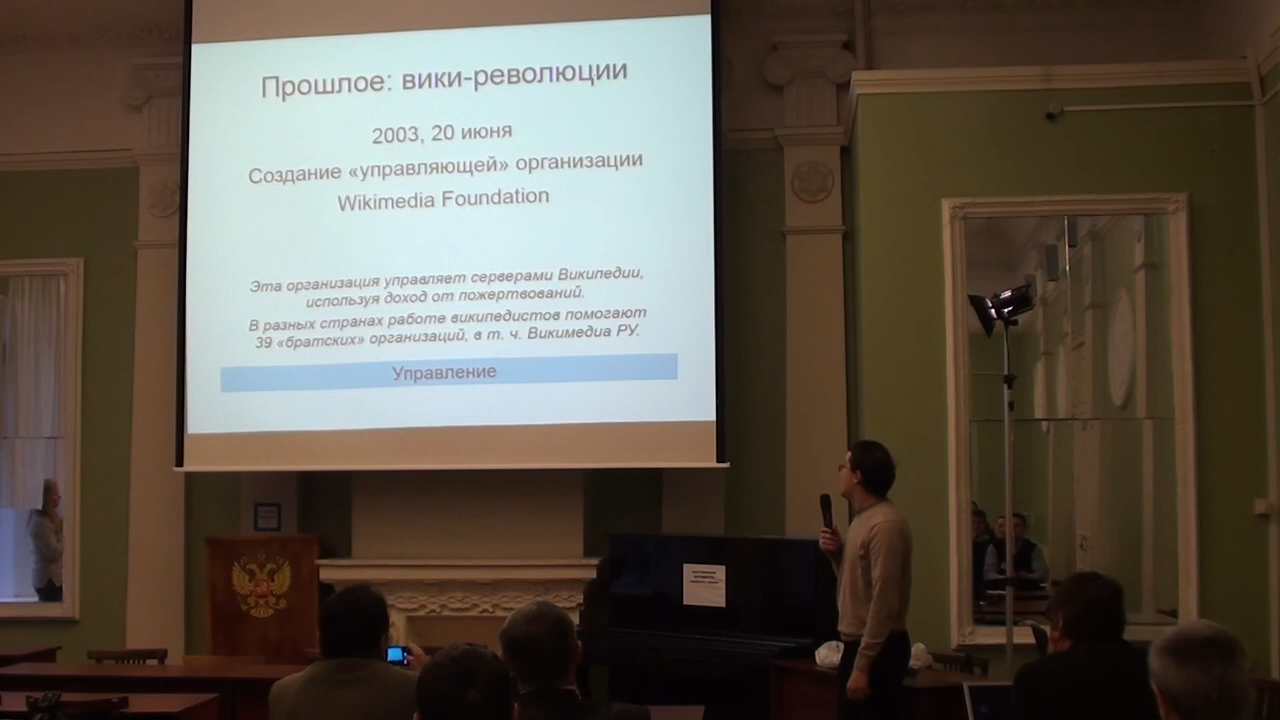 Прошлое: вики-революции
2003, 20 июня
Создание «управляющей» организации
Wikimedia Foundation
Эта организация управляет серверами Википедии,
используя доход от пожертвований.
В разных странах работе википедистов помогают
39 «братских» организаций, в т. ч. Викимедиа РУ.
Управление